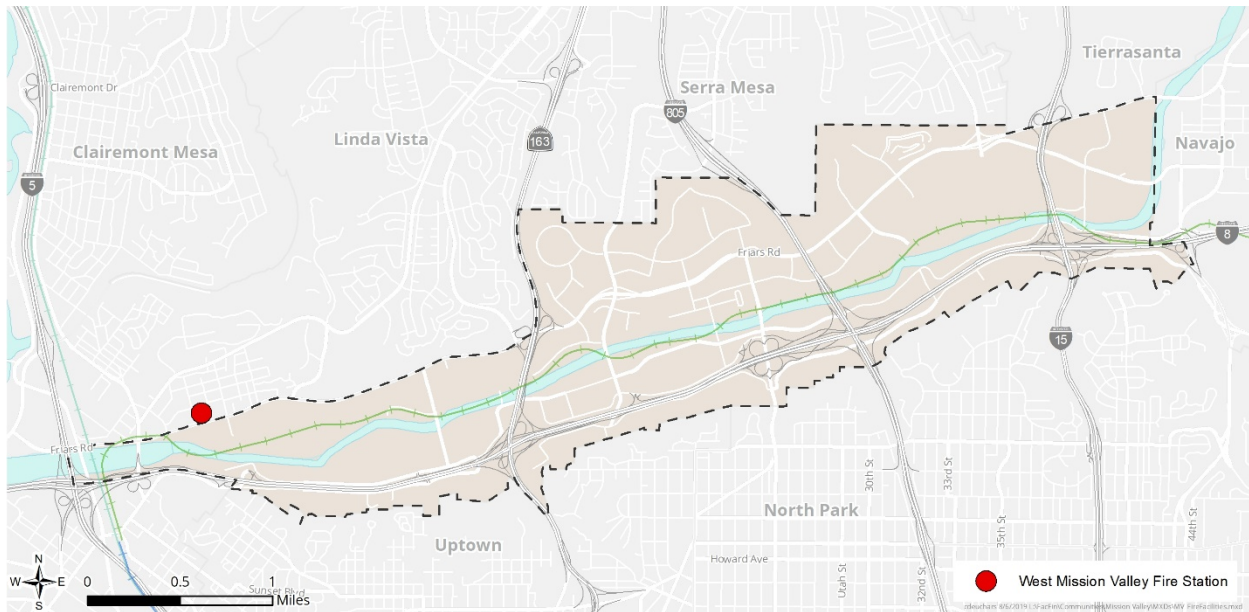 Tierrasanta
Clairemont Dr
Serra Mesa
805
Linda Vista
163
Navajo
Clairemont Mesa
5
8
Friars Rd
15
Friars Rd
30th St
33rd St
North Park
35th St
44th St
Uptown
Howard Ave
N
W
E
S
0
0.5
1
Miles
Sunset Blvd
Utah St
32nd St
West Mission Valley Fire Station